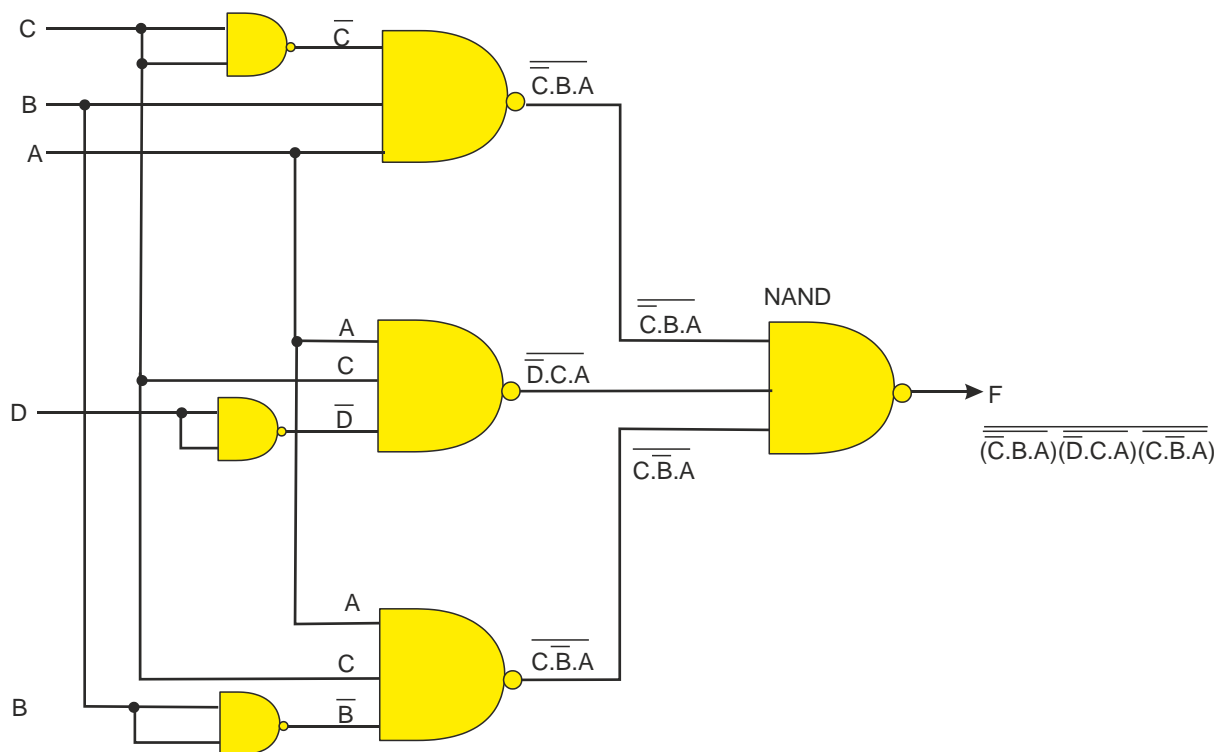 C
C̅
B
A
C̅.B.A
NAND
C̅.B.A
A
C
D̅.C.A
D
D̅
F
C.B̅.A
(C̅.B.A)(D̅.C.A)(C.B̅.A)
A
C
C.B̅.A
B
B̅